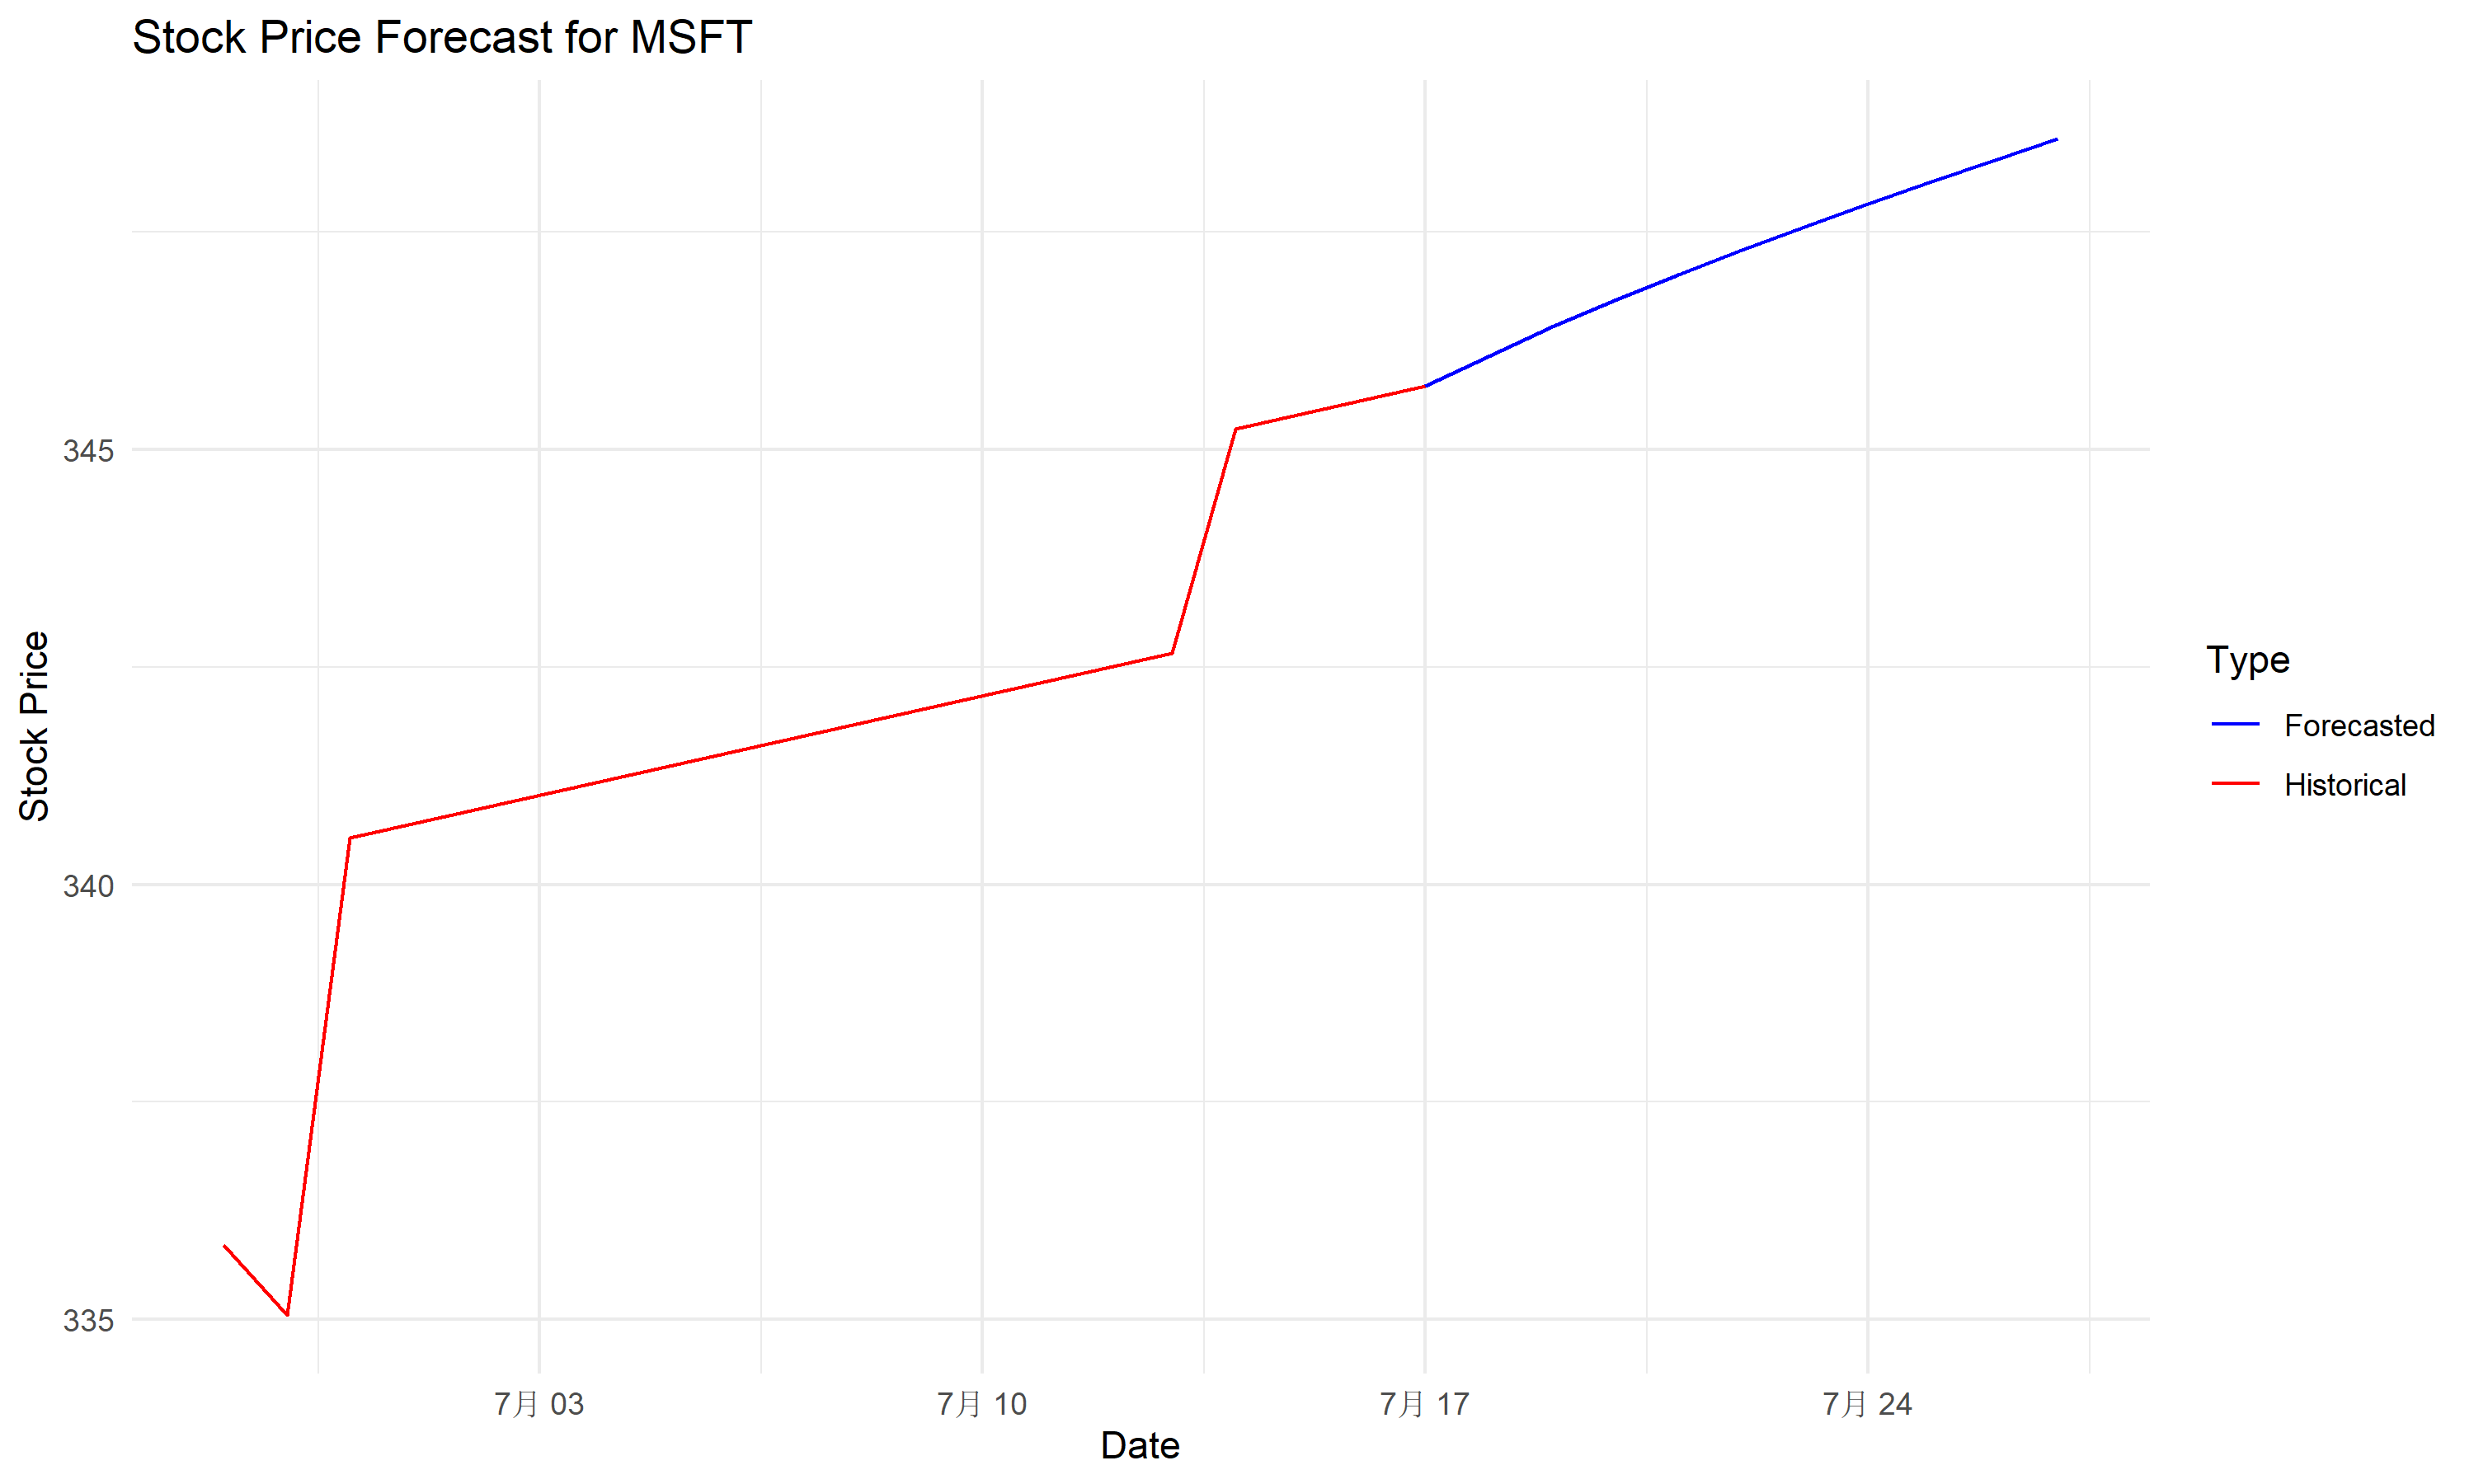 Stock Price Forecast for MSFT
Stock Price
345
340
335
7月 03
7月 10
7月 17
7月 24
Date
Type
Forecasted
Historical